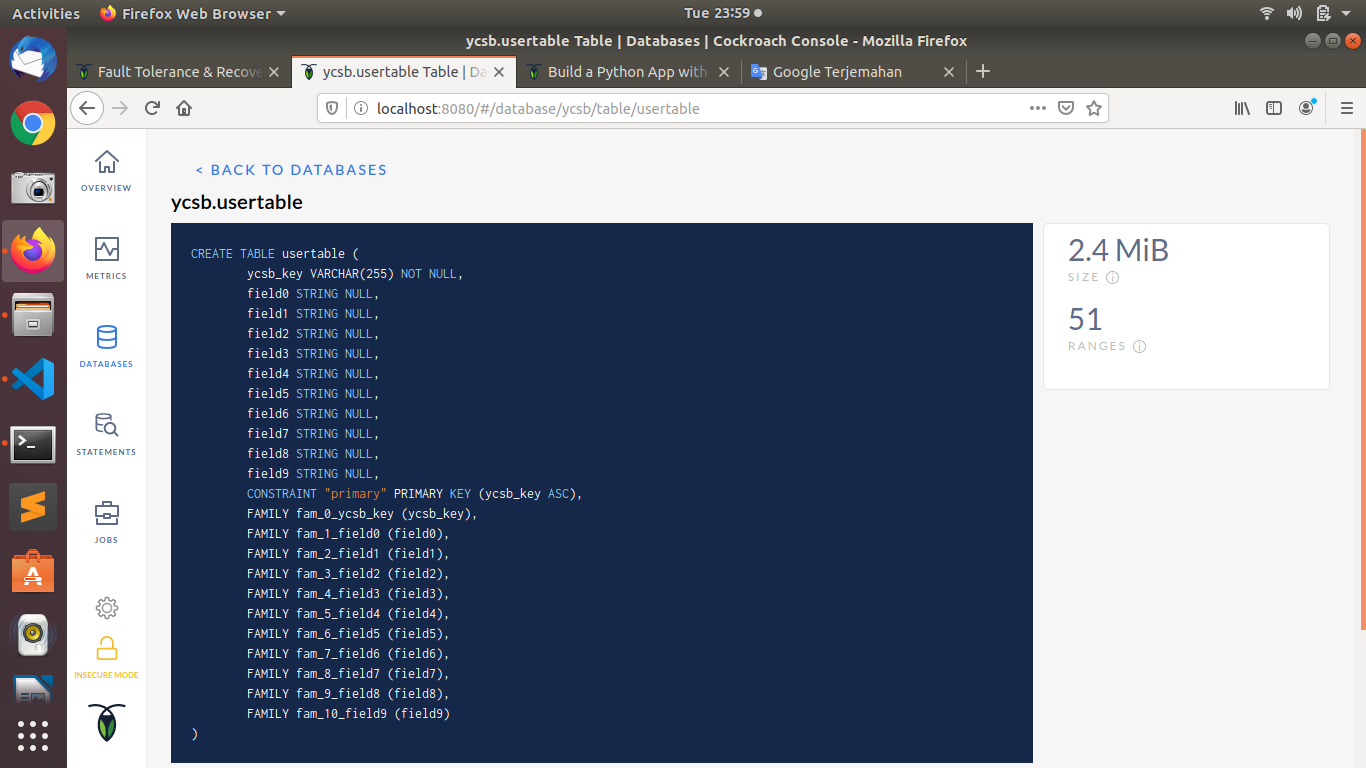 Activities
Firefox Web Browser
Tue 23:59
ycsb.usertable Table | Databases | Cockroach Console - Mozilla Firefox
Fault Tolerance & Recove
ycsb.usertable Table | Da
Build a Python App with
Google Terjemahan
localhost:8080/#/database/ycsb/table/usertable
OVERVIEW
METRICS
DATABASES
STATEMENTS
JOBS
INSECURE MODE
< BACK TO DATABASES
ycsb.usertable
CREATE TABLE usertable (
ycsb_key VARCHAR(255) NOT NULL,
field0 STRING NULL,
field1 STRING NULL,
field2 STRING NULL,
field3 STRING NULL,
field4 STRING NULL,
field5 STRING NULL,
field6 STRING NULL,
field7 STRING NULL,
field8 STRING NULL,
field9 STRING NULL,
CONSTRAINT "primary" PRIMARY KEY (ycsb_key ASC),
FAMILY fam_0_ycsb_key (ycsb_key),
FAMILY fam_1_field0 (field0),
FAMILY fam_2_field1 (field1),
FAMILY fam_3_field2 (field2),
FAMILY fam_4_field3 (field3),
FAMILY fam_5_field4 (field4),
FAMILY fam_6_field5 (field5),
FAMILY fam_7_field6 (field6),
FAMILY fam_8_field7 (field7),
FAMILY fam_9_field8 (field8),
FAMILY fam_10_field9 (field9)
)
2.4 MiB
SIZE
51
RANGES